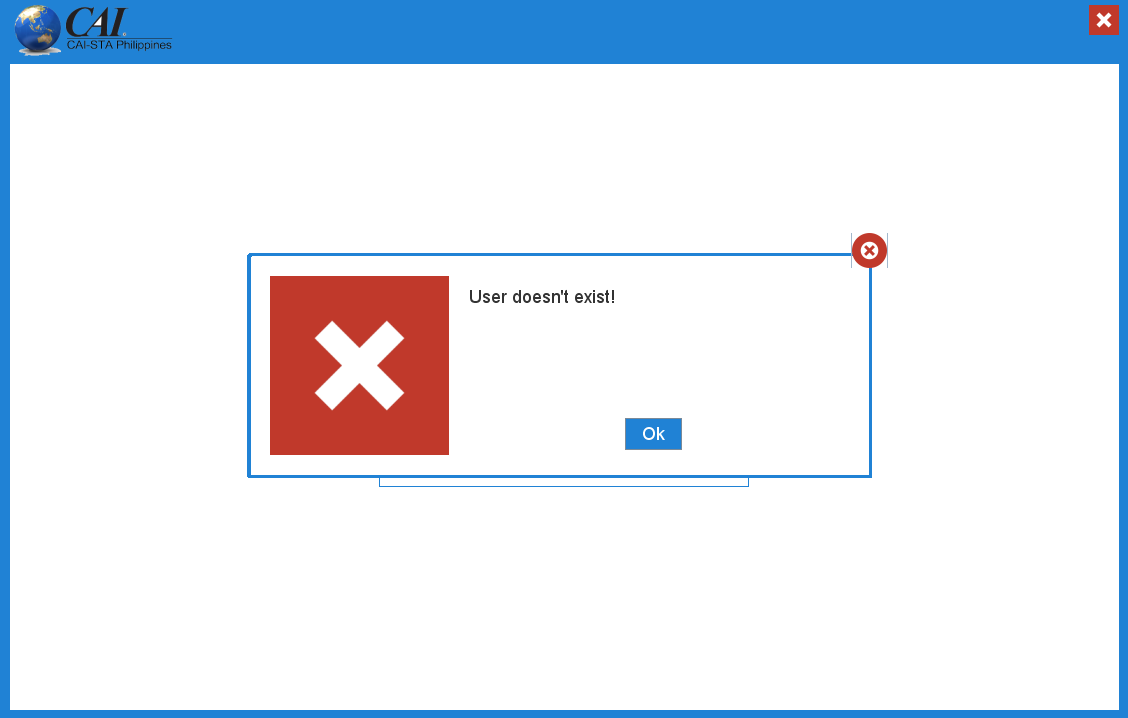 CAI
CAI-STA Philippines
User doesn't exist!
Ok